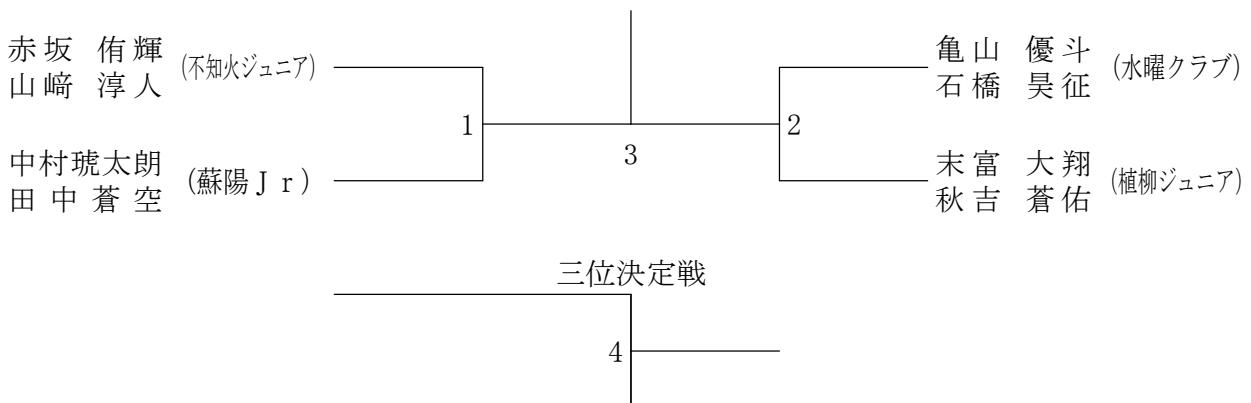 赤坂 侑輝 (不知火ジュニア)
山﨑 淳人
1
中村琥太朗 (蘇陽Ｊｒ)
田中蒼空
3
亀山 優斗 (水曜クラブ)
石橋 昊征
2
末富 大翔 (植柳ジュニア)
秋吉 蒼佑
三位決定戦
4